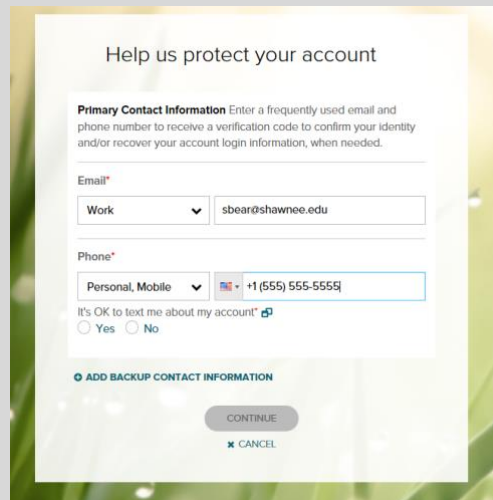 Help us protect your account
Primary Contact Information Enter a frequently used email and
phone number to receive a verification code to confirm your identity
and/or recover your account login information, when needed.
Email*
Work sbear@shawnee.edu
Phone*
Personal, Mobile +1 (555) 555-5555
It's OK to text me about my account*
Yes No
ADD BACKUP CONTACT INFORMATION
CONTINUE
CANCEL